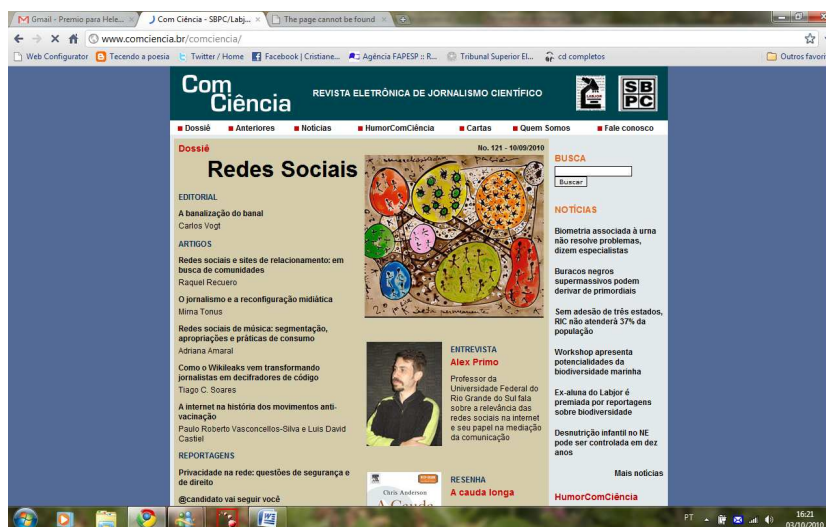 Gmail - Premio para Hele...
Com Ciência - SBPC/Labj...
The page cannot be found
www.comciencia.br/comciencia/
Web Configurator
Tecendo a poesia
Twitter / Home
Facebook | Cristiane...
Agência FAPESP :: R...
Tribunal Superior El...
cd completos
Outros favori
Com
Ciência
REVISTA ELETRÔNICA DE JORNALISMO CIENTÍFICO
SB
PC
Dossiê
Anteriores
Notícias
HumorComCiência
Cartas
Quem Somos
Fale conosco
Dossiê
No. 121 - 10/09/2010
Redes Sociais
EDITORIAL
A banalização do banal
Carlos Vogt
ARTIGOS
Redes sociais e sites de relacionamento: em
busca de comunidades
Raquel Recuero
O jornalismo e a reconfiguração midiática
Mirna Tonus
Redes sociais de música: segmentação,
apropriações e práticas de consumo
Adriana Amaral
Como o Wikileaks vem transformando
jornalistas em decifradores de código
Tiago C. Soares
A internet na história dos movimentos anti-
vacinação
Paulo Roberto Vasconcellos-Silva e Luis David
Castiel
REPORTAGENS
Privacidade na rede: questões de segurança e
de direito
@candidato vai seguir você
ENTREVISTA
Alex Primo
Professor da
Universidade Federal do
Rio Grande do Sul fala
sobre a relevância das
redes sociais na internet
e seu papel na mediação
da comunicação
Chris Anderson
A Cauda
RESENHA
A cauda longa
BUSCA
Buscar
NOTÍCIAS
Biometria associada à urna
não resolve problemas,
dizem especialistas
Buracos negros
supermassivos podem
derivar de primordiais
Sem adesão de três estados,
RIC não atenderá 37% da
população
Workshop apresenta
potencialidades da
biodiversidade marinha
Ex-aluna do Labjor é
premiada por reportagens
sobre biodiversidade
Desnutrição infantil no NE
pode ser controlada em dez
anos
Mais notícias
HumorComCiência
PT
16:21
03/10/2010